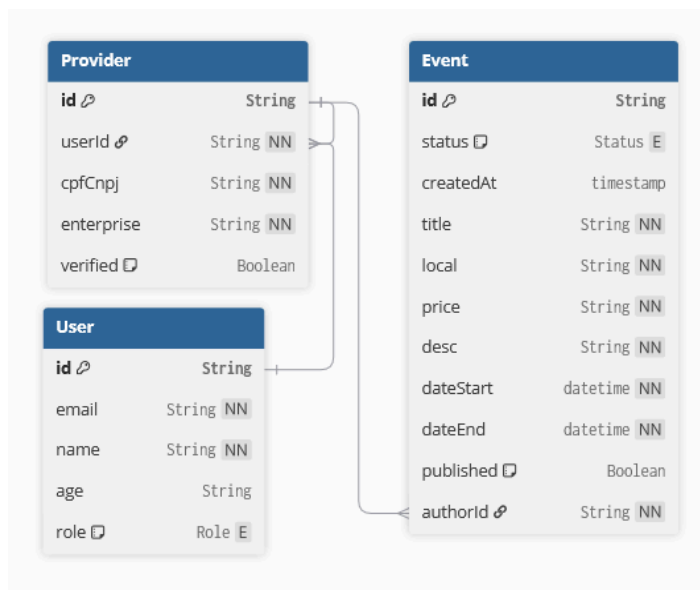 Provider
id String
userId String NN
cpfCnpj String NN
enterprise String NN
verified Boolean
User
id String
email String NN
name String NN
age String
role Role E
Event
id String
status Status E
createdAt timestamp
title String NN
local String NN
price String NN
desc String NN
dateStart datetime NN
dateEnd datetime NN
published Boolean
authorId String NN